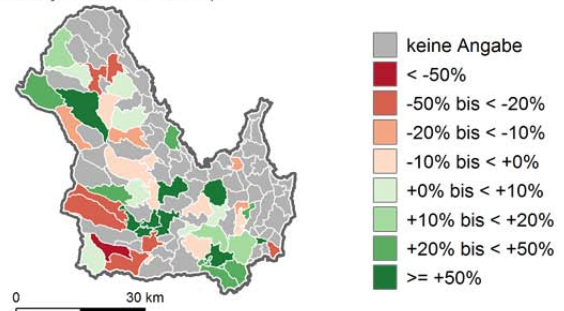 keine Angabe
< -50%
-50% bis < -20%
-20% bis < -10%
-10% bis < +0%
+0% bis < +10%
+10% bis < +20%
+20% bis < +50%
>= +50%
0 30 km